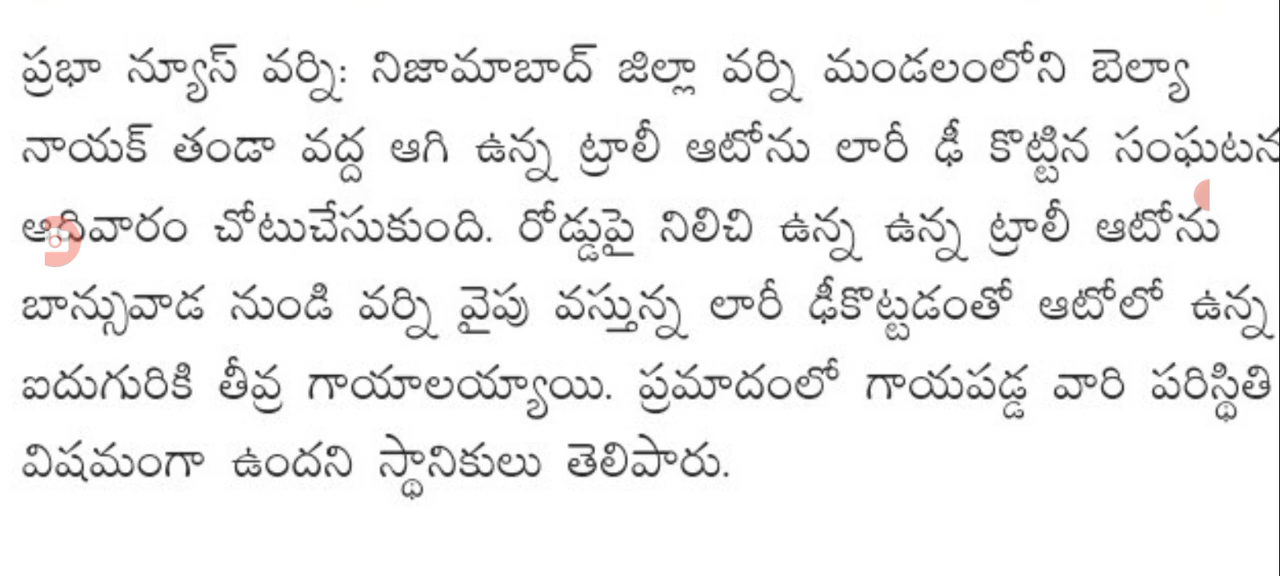 ప్రభా న్యూస్ వర్ని: నిజామాబాద్ జిల్లా వర్ని మండలంలోని బెల్యా
నాయక్ తండా వద్ద ఆగి ఉన్న ట్రాలీ ఆటోను లారీ ఢీ కొట్టిన సంఘటన
ఆదివారం చోటుచేసుకుంది. రోడ్డుపై నిలిచి ఉన్న ఉన్న ట్రాలీ ఆటోను
బాన్సువాడ నుండి వర్ని వైపు వస్తున్న లారీ ఢీకొట్టడంతో ఆటోలో ఉన్న
ఐదుగురికి తీవ్ర గాయాలయ్యాయి. ప్రమాదంలో గాయపడ్డ వారి పరిస్థితి
విషమంగా ఉందని స్థానికులు తెలిపారు.